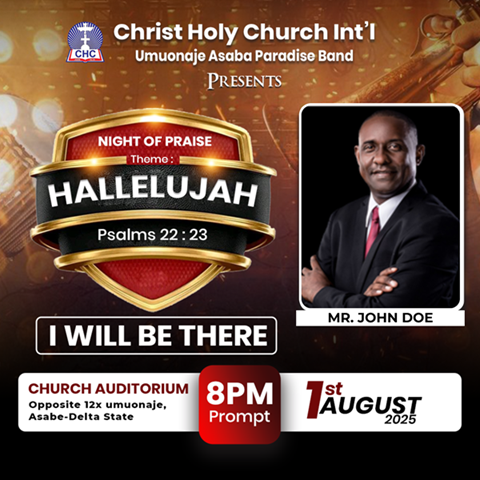 CHC
Christ Holy Church Int'l
Umuonaje Asaba Paradise Band
PRESENTS
NIGHT OF PRAISE
Theme :
HALLELUJAH
Psalms 22 : 23
MR. JOHN DOE
I WILL BE THERE
CHURCH AUDITORIUM
Opposite 12x umuonaje,
Asabe-Delta State
8PM
Prompt
1st
AUGUST
2025